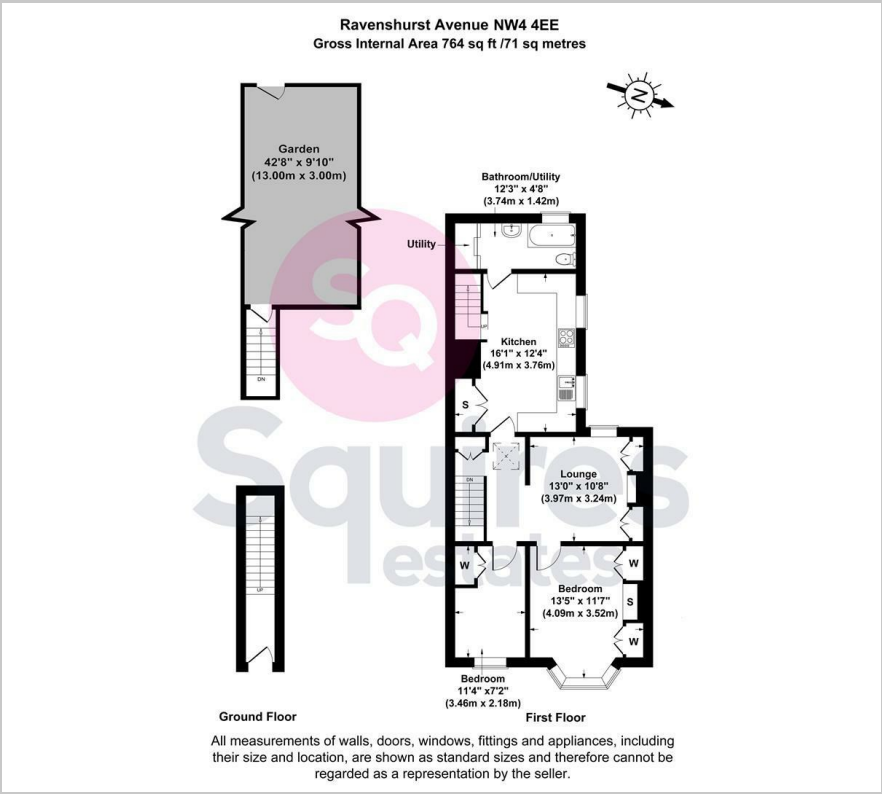 Ravenshurst Avenue NW4 4EE
Gross Internal Area 764 sq ft /71 sq metres
N
Garden
42'8" x 9'10"
(13.00m x 3.00m)
DN
UP
Ground Floor
Bathroom/Utility
12'3" x 4'8"
(3.74m x 1.42m)
Utility
UP
Kitchen
16'1" x 12'4"
(4.91m x 3.76m)
S
DN
Lounge
13'0" x 10'8"
(3.97m x 3.24m)
W
W
Bedroom
13'5" x 11'7"
(4.09m x 3.52m)
S
W
Bedroom
11'4" x7'2"
(3.46m x 2.18m)
First Floor
SQ
Squires
estates
All measurements of walls, doors, windows, fittings and appliances, including
their size and location, are shown as standard sizes and therefore cannot be
regarded as a representation by the seller.